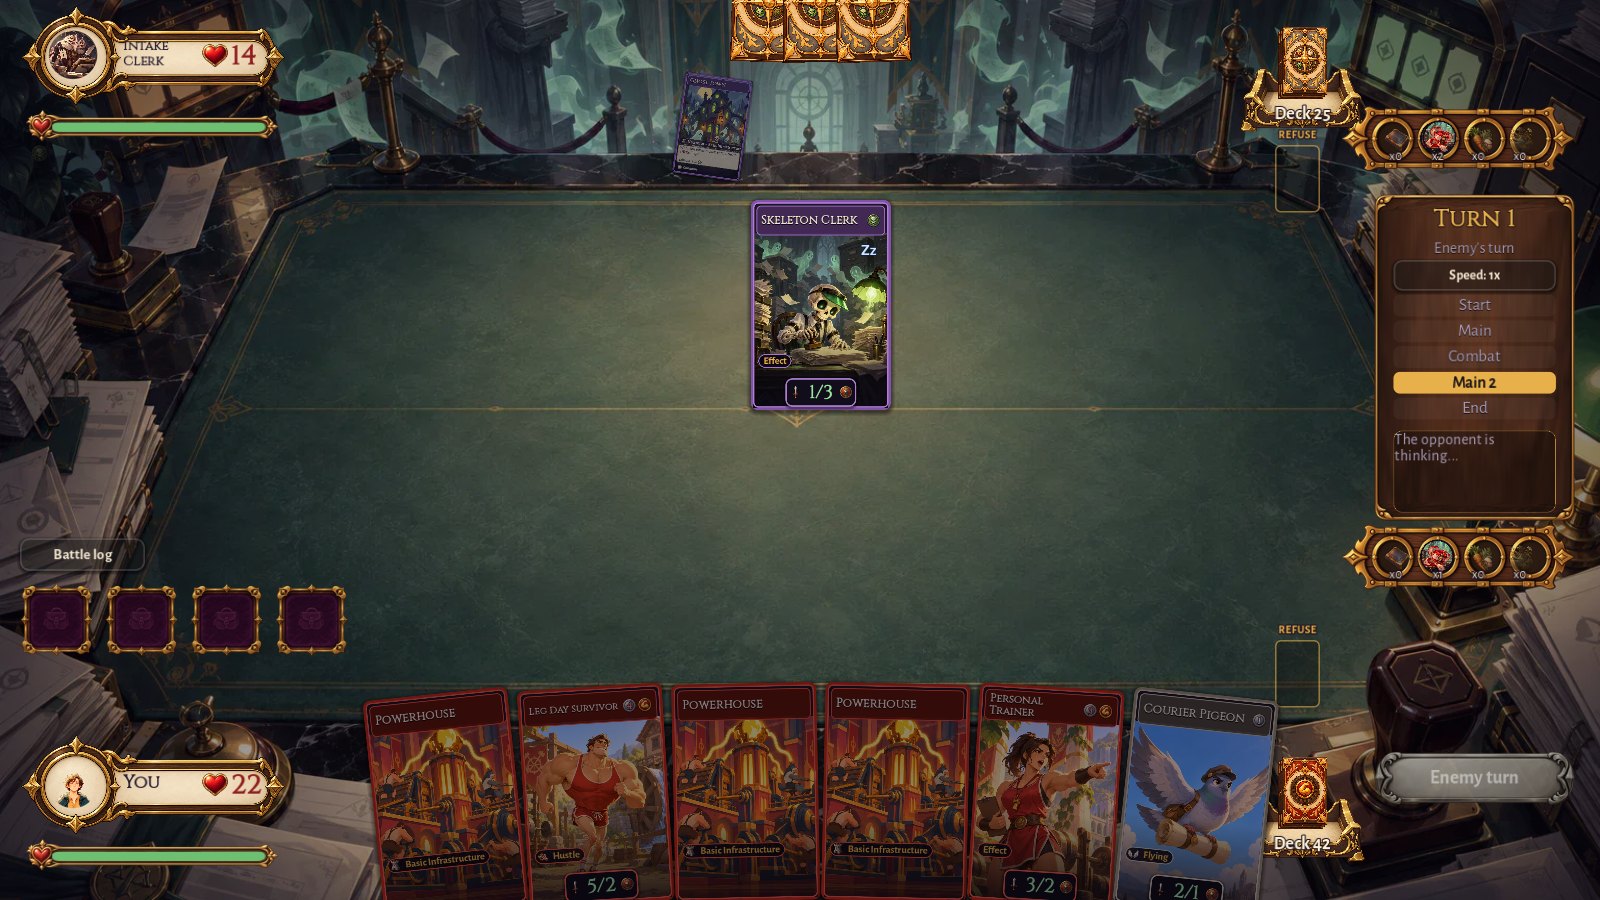 INTAKE
CLERK
14
Deck 25
REFUSE
x0
x2
x0
x0
SKELETON CLERK
Zz
Effect
1/3
TURN 1
Enemy's turn
Speed: 1x
Start
Main
Combat
Main 2
End
The opponent is
thinking...
Battle log
x0
x1
x0
x0
REFUSE
POWERHOUSE
Basic Infrastructure
LEG DAY SURVIVOR
Hustle
5/2
POWERHOUSE
Basic Infrastructure
POWERHOUSE
Basic Infrastructure
PERSONAL
TRAINER
Effect
3/2
COURIER PIGEON
Flying
2/1
YOU
22
Deck 42
Enemy turn